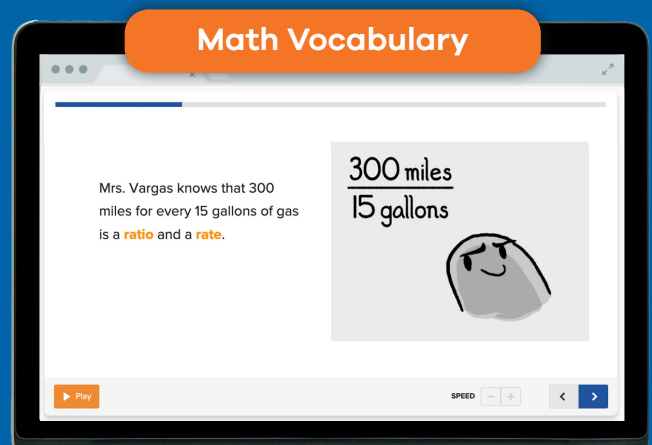 Math Vocabulary
Mrs. Vargas knows that 300
miles for every 15 gallons of gas
is a ratio and a rate.
300 miles
15 gallons
Play
SPEED